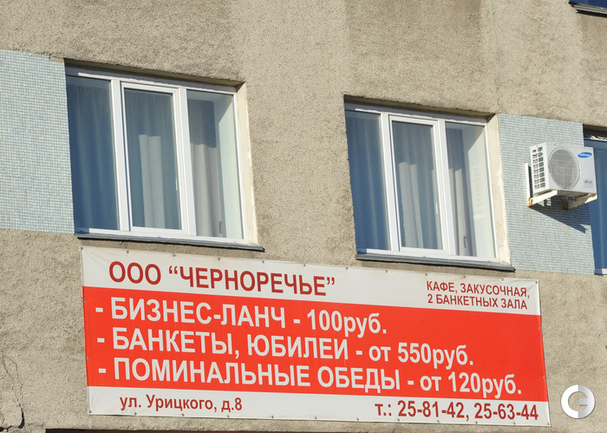 ООО “ЧЕРНОРЕЧЬЕ”
КАФЕ, ЗАКУСОЧНАЯ,
2 БАНКЕТНЫХ ЗАЛА
- БИЗНЕС-ЛАНЧ - 100руб.
- БАНКЕТЫ, ЮБИЛЕИ - от 550руб.
- ПОМИНАЛЬНЫЕ ОБЕДЫ - от 120руб.
ул. Урицкого, д.8
т.: 25-81-42, 25-63-44